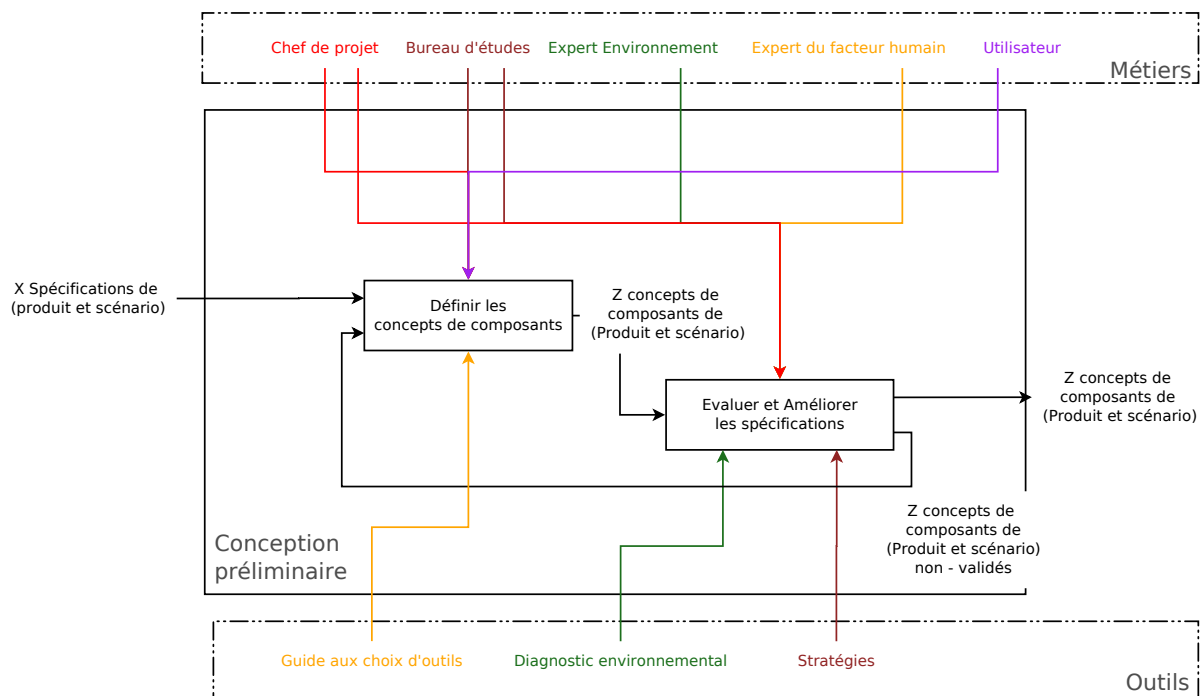 Chef de projet
Bureau d'études
Expert Environnement
Expert du facteur humain
Utilisateur
Métiers
X Spécifications de
(produit et scénario)
Définir les
concepts de composants
Z concepts de
composants de
(Produit et scénario)
Evaluer et Améliorer
les spécifications
Z concepts de
composants de
(Produit et scénario)
Z concepts de
composants de
(Produit et scénario)
non - validés
Conception
préliminaire
Guide aux choix d'outils
Diagnostic environnemental
Stratégies
Outils